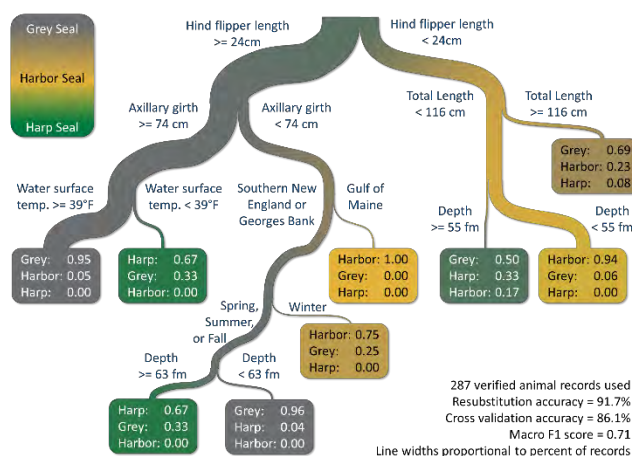 Grey Seal
Harbor Seal
Harp Seal
Hind flipper length
>= 24cm
Hind flipper length
< 24cm
Axillary girth
>= 74 cm
Axillary girth
< 74 cm
Total Length
< 116 cm
Total Length
>= 116 cm
Grey: 0.69
Harbor: 0.23
Harp: 0.08
Water surface
temp. >= 39°F
Water surface
temp. < 39°F
Southern New
England or
Georges Bank
Gulf of
Maine
Depth
>= 55 fm
Depth
< 55 fm
Grey: 0.95
Harbor: 0.05
Harp: 0.00
Harp: 0.67
Grey: 0.33
Harbor: 0.00
Harbor: 1.00
Grey: 0.00
Harp: 0.00
Grey: 0.50
Harp: 0.33
Harbor: 0.17
Harbor: 0.94
Grey: 0.06
Harp: 0.00
Spring,
Summer,
or Fall
Winter
Harbor: 0.75
Grey: 0.25
Harp: 0.00
Depth
>= 63 fm
Depth
< 63 fm
Harp: 0.67
Grey: 0.33
Harbor: 0.00
Grey: 0.96
Harp: 0.04
Harbor: 0.00
287 verified animal records used
Resubstitution accuracy = 91.7%
Cross validation accuracy = 86.1%
Macro F1 score = 0.71
Line widths proportional to percent of records